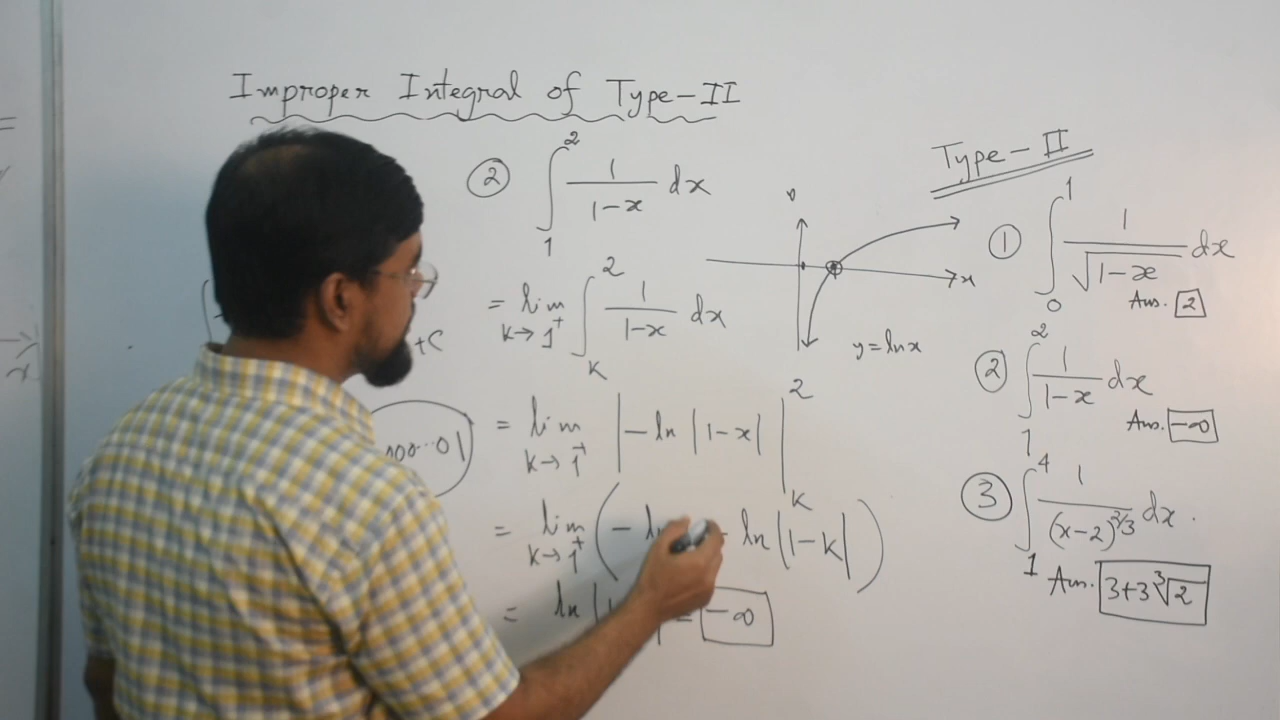 Improper Integral of Type-II
② ∫₁² 1/(1-x) dx
= lim k→1⁺ ∫ₖ² 1/(1-x) dx
+c
= lim k→1⁺ |-ln |1-x| |ₖ²
= lim k→1⁺ (- ln - ln |1-k|)
= ln = -∞
x
y = ln x
Type-II
① ∫₀¹ 1/√(1-x) dx
Ans. 2
② ∫₁² 1/(1-x) dx
Ans. -∞
③ ∫₁⁴ 1/(x-2)^(2/3) dx.
Ans. 3+3∛2